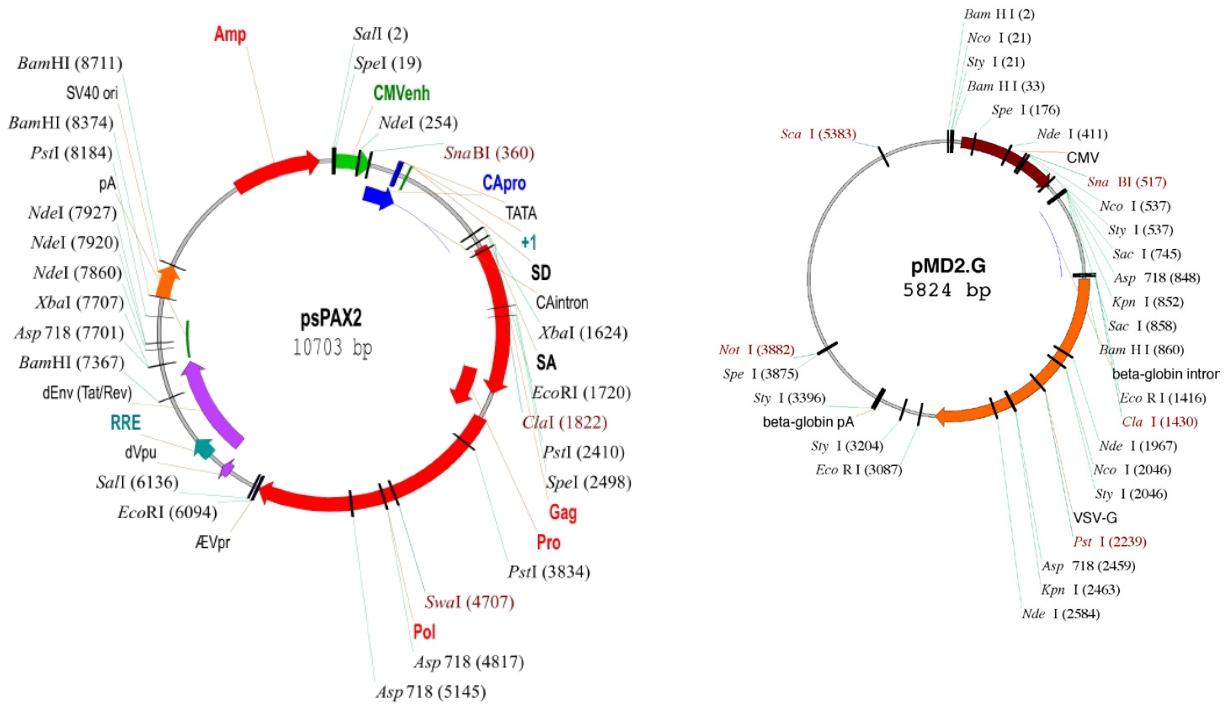 Amp
SalI (2)
SpeI (19)
BamHI (8711)
SV40 ori
CMVenh
BamHI (8374)
NdeI (254)
PstI (8184)
SnaBI (360)
pA
CApro
NdeI (7927)
TATA
NdeI (7920)
+1
NdeI (7860)
SD
XbaI (7707)
CAintron
psPAX2
10703 bp
Asp 718 (7701)
XbaI (1624)
BamHI (7367)
SA
dEnv (Tat/Rev)
EcoRI (1720)
RRE
ClaI (1822)
dVpu
PstI (2410)
SalI (6136)
SpeI (2498)
EcoRI (6094)
Gag
ÆVpr
Pro
PstI (3834)
SwaI (4707)
Pol
Asp 718 (4817)
Asp 718 (5145)
Bam H I (2)
Nco I (21)
Sty I (21)
Bam H I (33)
Spe I (176)
Sca I (5383)
Nde I (411)
CMV
Sna BI (517)
Nco I (537)
Sty I (537)
Sac I (745)
pMD2.G
5824 bp
Asp 718 (848)
Kpn I (852)
Sac I (858)
Not I (3882)
Bam H I (860)
Spe I (3875)
beta-globin intron
Sty I (3396)
Eco R I (1416)
beta-globin pA
Cla I (1430)
Sty I (3204)
Nde I (1967)
Eco R I (3087)
Nco I (2046)
Sty I (2046)
VSV-G
Pst I (2239)
Asp 718 (2459)
Kpn I (2463)
Nde I (2584)